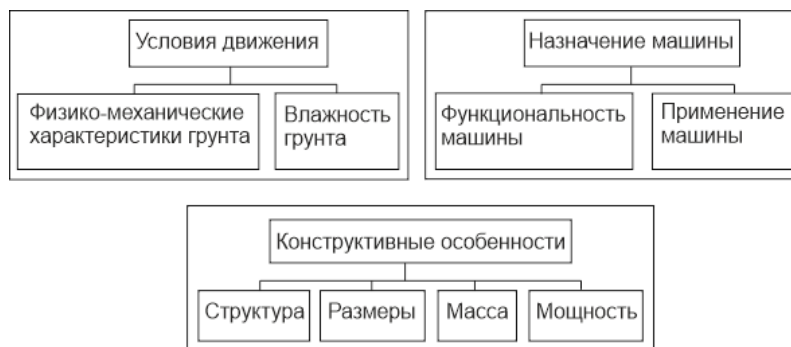 Условия движения
Физико-механические
характеристики грунта
Влажность
грунта
Назначение машины
Функциональность
машины
Применение
машины
Конструктивные особенности
Структура
Размеры
Масса
Мощность